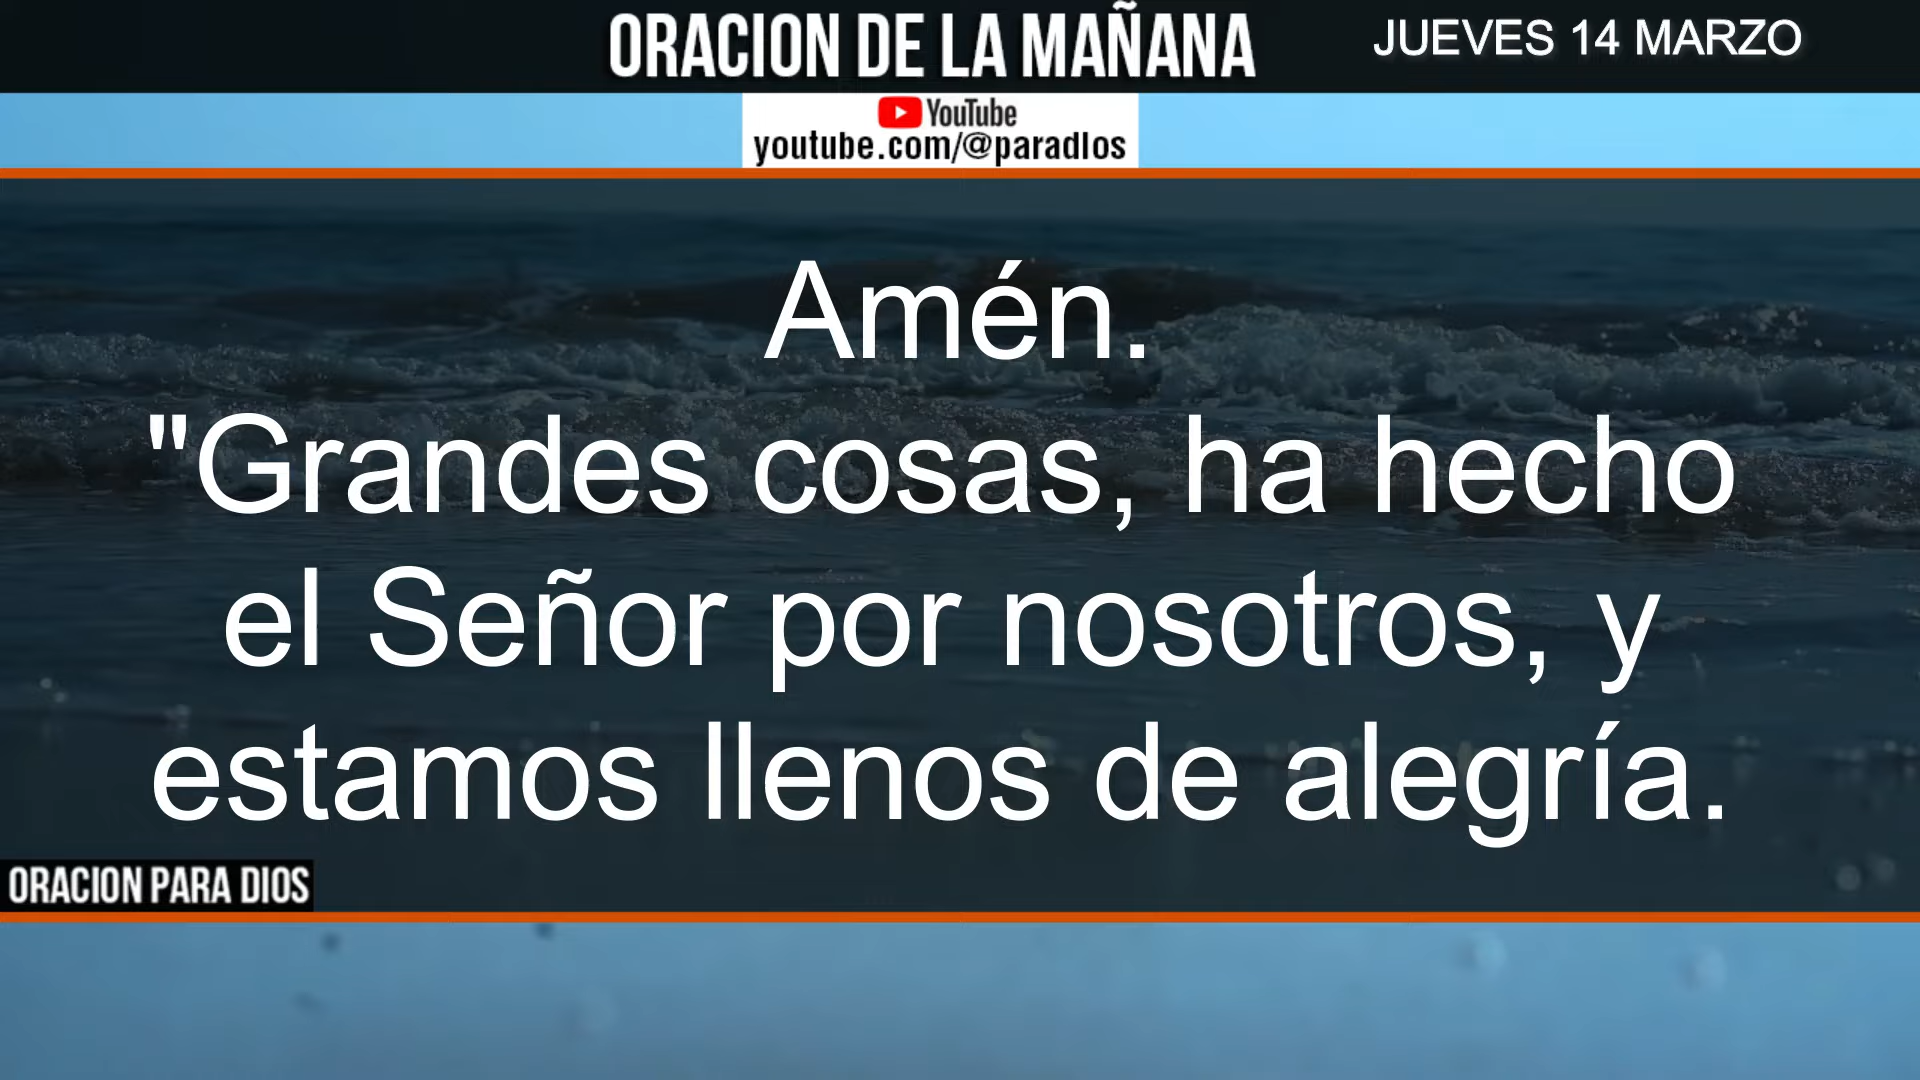 ORACION DE LA MAÑANA
JUEVES 14 MARZO
YouTube
youtube.com/@paradIos
Amén.
"Grandes cosas, ha hecho
el Señor por nosotros, y
estamos llenos de alegría.
ORACION PARA DIOS